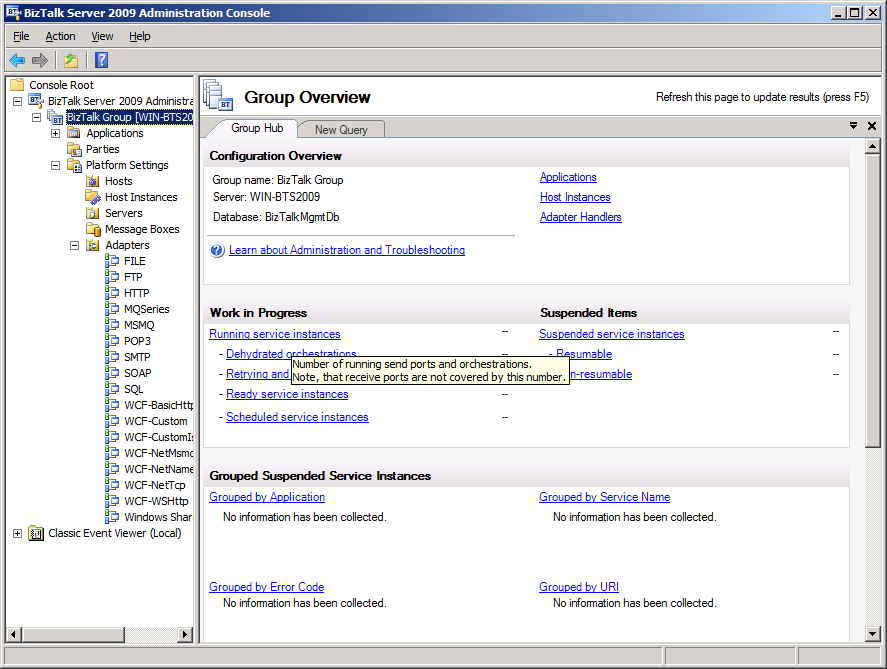 BizTalk Server 2009 Administration Console
File Action View Help
Console Root
BizTalk Server 2009 Administra
BizTalk Group [WIN-BTS20
Applications
Parties
Platform Settings
Hosts
Host Instances
Servers
Message Boxes
Adapters
FILE
FTP
HTTP
MQSeries
MSMQ
POP3
SMTP
SOAP
SQL
WCF-BasicHttp
WCF-Custom
WCF-CustomIs
WCF-NetMsmq
WCF-NetName
WCF-NetTcp
WCF-WSHttp
Windows Shar
Classic Event Viewer (Local)
Group Overview
Refresh this page to update results (press F5)
Group Hub New Query
Configuration Overview
Group name: BizTalk Group
Server: WIN-BTS2009
Database: BizTalkMgmtDb
Applications
Host Instances
Adapter Handlers
Learn about Administration and Troubleshooting
Work in Progress
Running service instances --
- Dehydrated orchestrations
- Retrying and
Number of running send ports and orchestrations.
Note, that receive ports are not covered by this number.
- Ready service instances --
- Scheduled service instances --
Suspended Items
Suspended service instances --
- Resumable --
n-resumable --
Grouped Suspended Service Instances
Grouped by Application
No information has been collected.
Grouped by Service Name
No information has been collected.
Grouped by Error Code
No information has been collected.
Grouped by URI
No information has been collected.